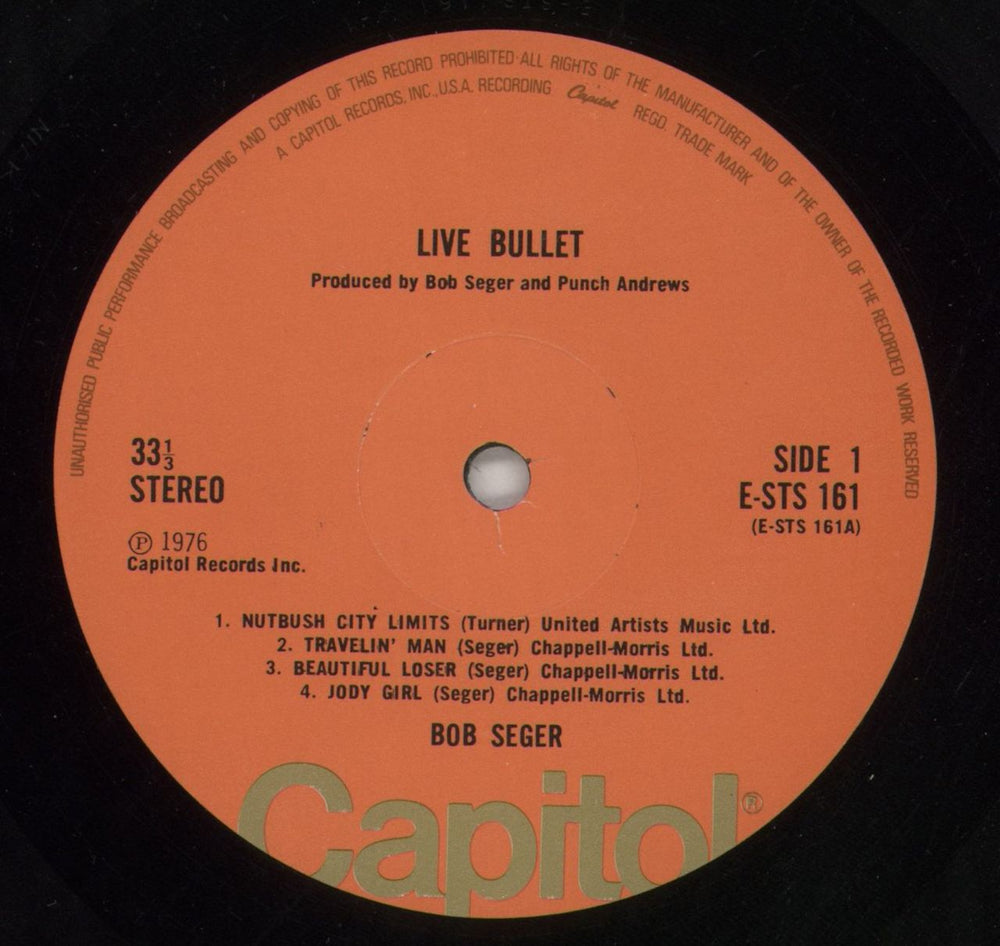 UNAUTHORISED PUBLIC PERFORMANCE BROADCASTING AND COPYING OF THIS RECORD PROHIBITED·ALL RIGHTS OF THE MANUFACTURER AND OF THE OWNER OF THE RECORDED WORK RESERVED
A CAPITOL RECORDS, INC., U.S.A. RECORDING Capitol REGD. TRADE MARK
LIVE BULLET
Produced by Bob Seger and Punch Andrews
33⅓
STEREO
Ⓟ 1976
Capitol Records Inc.
SIDE 1
E-STS 161
(E-STS 161A)
1. NUTBUSH CITY LIMITS (Turner) United Artists Music Ltd.
2. TRAVELIN' MAN (Seger) Chappell-Morris Ltd.
3. BEAUTIFUL LOSER (Seger) Chappell-Morris Ltd.
4. JODY GIRL (Seger) Chappell-Morris Ltd.
BOB SEGER
Capitol®